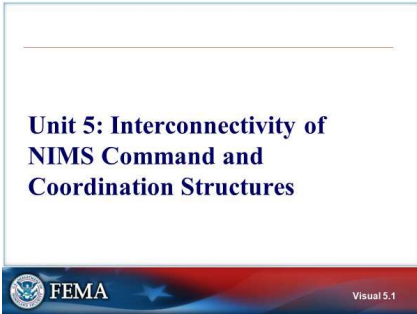 Unit 5: Interconnectivity of
NIMS Command and
Coordination Structures
FEMA
Visual 5.1